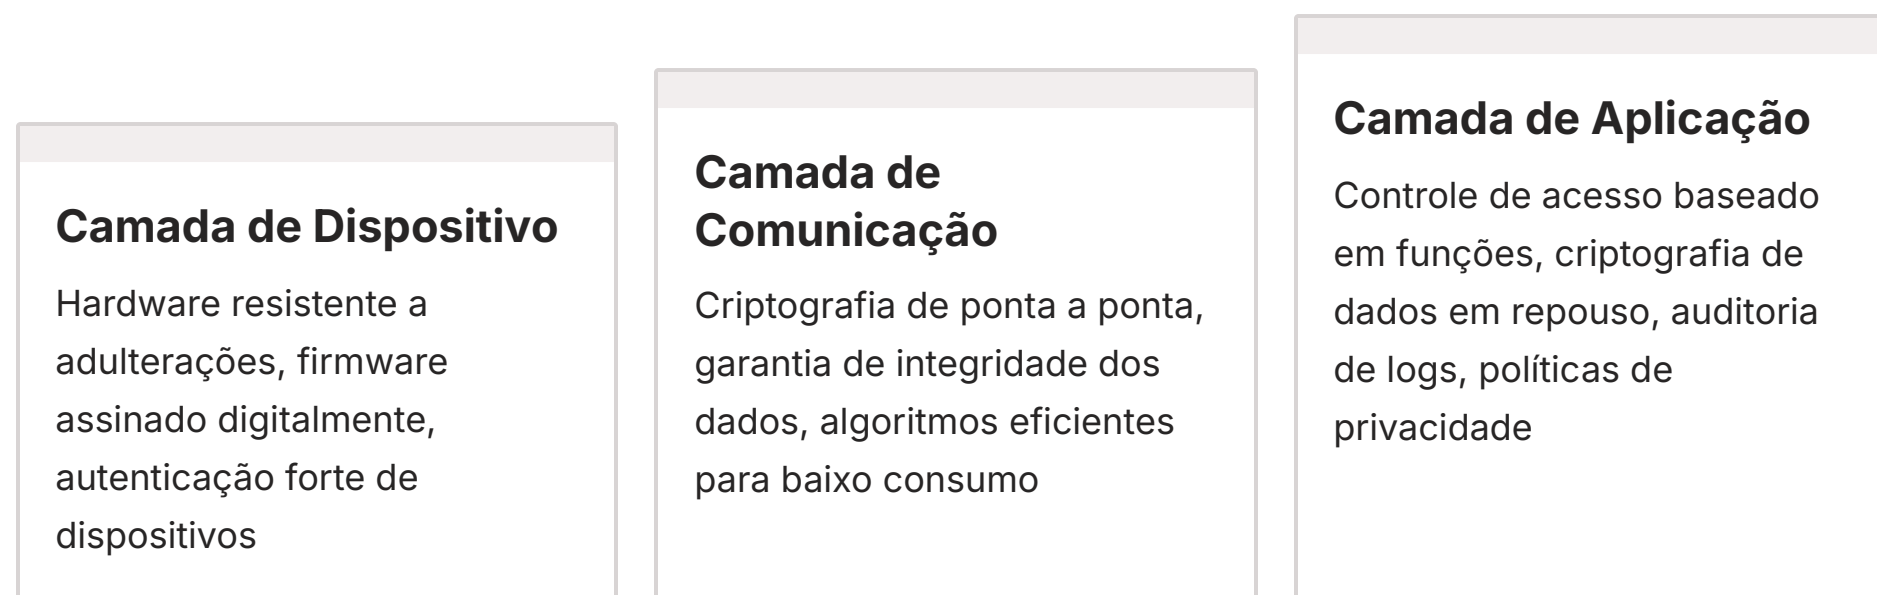 Camada de Dispositivo
Hardware resistente a
adulterações, firmware
assinado digitalmente,
autenticação forte de
dispositivos
Camada de
Comunicação
Criptografia de ponta a ponta,
garantia de integridade dos
dados, algoritmos eficientes
para baixo consumo
Camada de Aplicação
Controle de acesso baseado
em funções, criptografia de
dados em repouso, auditoria
de logs, políticas de
privacidade